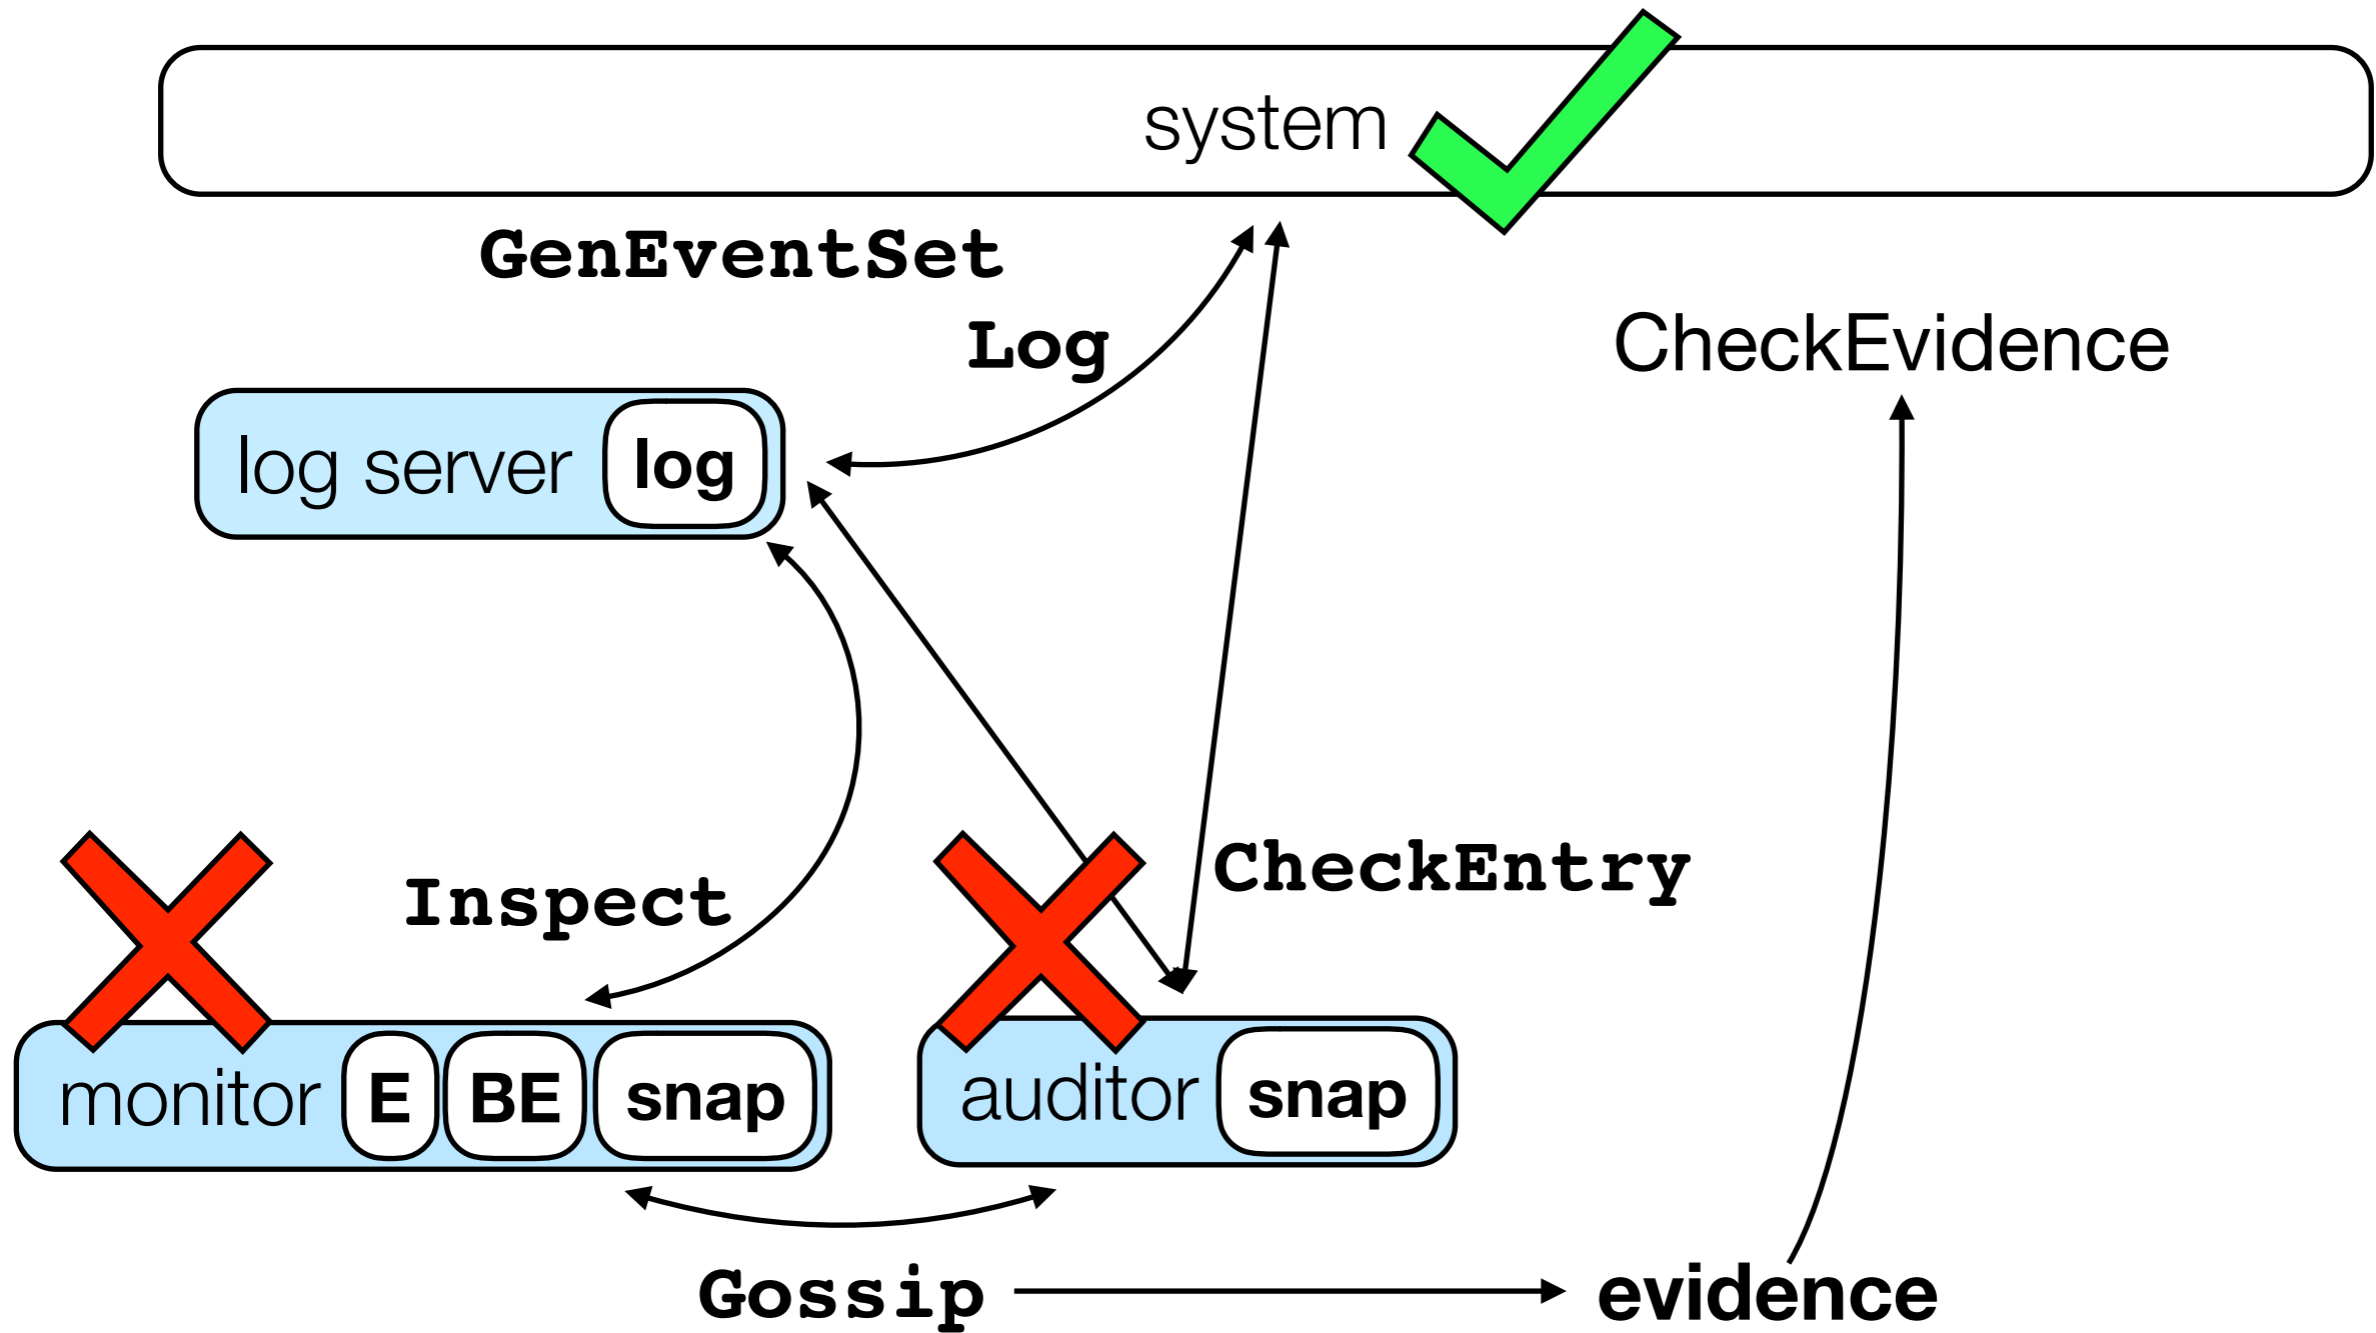 system
GenEventSet
Log
CheckEvidence
log server log
CheckEntry
Inspect
monitor E BE snap
auditor snap
Gossip
evidence